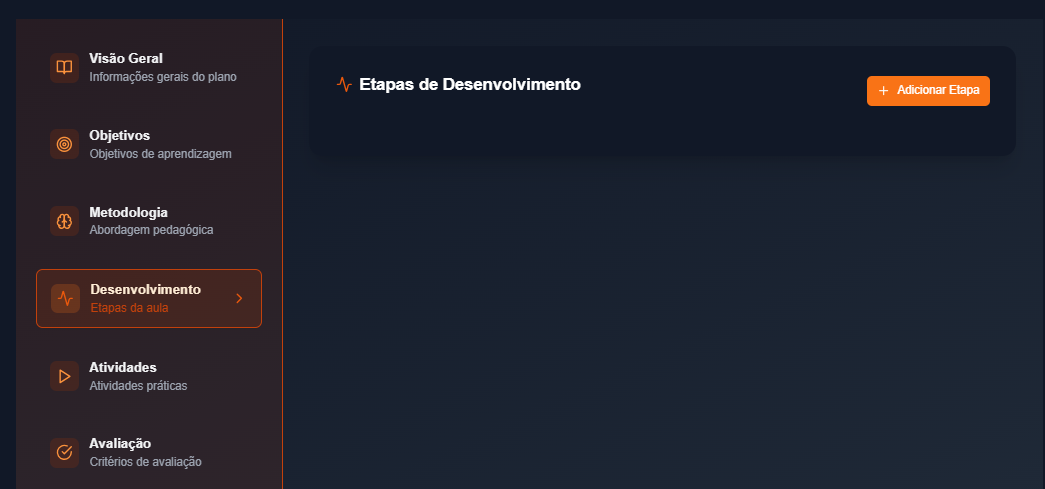 Visão Geral
Informações gerais do plano
Objetivos
Objetivos de aprendizagem
Metodologia
Abordagem pedagógica
Desenvolvimento
Etapas da aula
Atividades
Atividades práticas
Avaliação
Critérios de avaliação
Etapas de Desenvolvimento
+ Adicionar Etapa